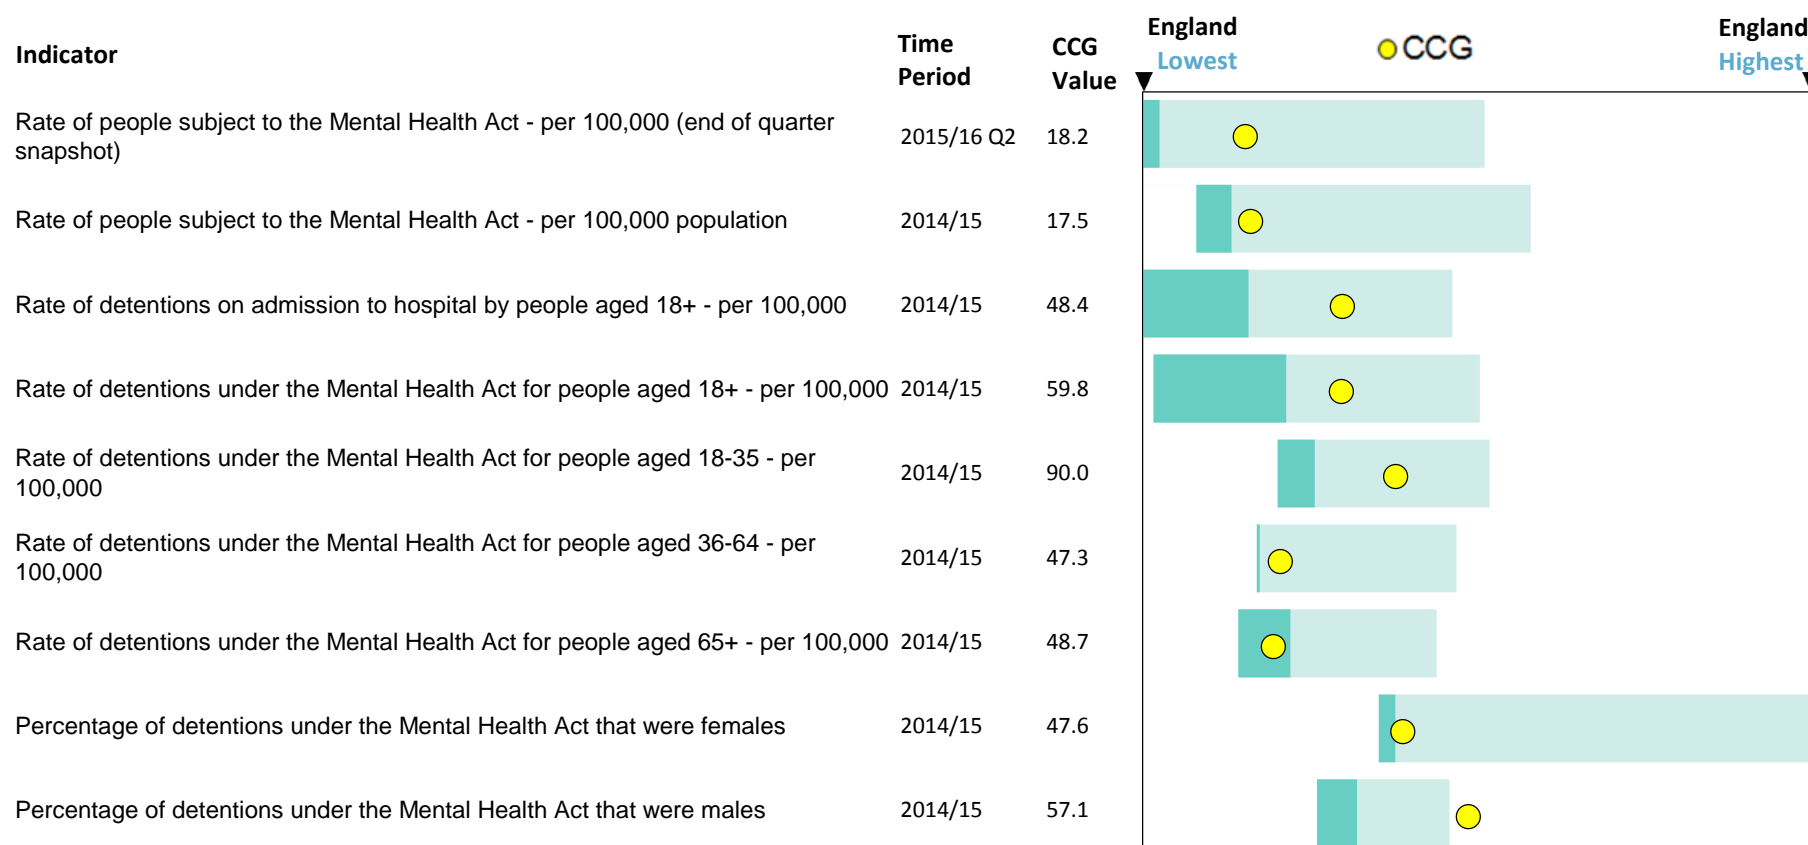 Indicator
Time Period
CCG Value
England Lowest
CCG
England Highest
Rate of people subject to the Mental Health Act - per 100,000 (end of quarter
snapshot)
2015/16 Q2
18.2
Rate of people subject to the Mental Health Act - per 100,000 population
2014/15
17.5
Rate of detentions on admission to hospital by people aged 18+ - per 100,000
2014/15
48.4
Rate of detentions under the Mental Health Act for people aged 18+ - per 100,000
2014/15
59.8
Rate of detentions under the Mental Health Act for people aged 18-35 - per
100,000
2014/15
90.0
Rate of detentions under the Mental Health Act for people aged 36-64 - per
100,000
2014/15
47.3
Rate of detentions under the Mental Health Act for people aged 65+ - per 100,000
2014/15
48.7
Percentage of detentions under the Mental Health Act that were females
2014/15
47.6
Percentage of detentions under the Mental Health Act that were males
2014/15
57.1